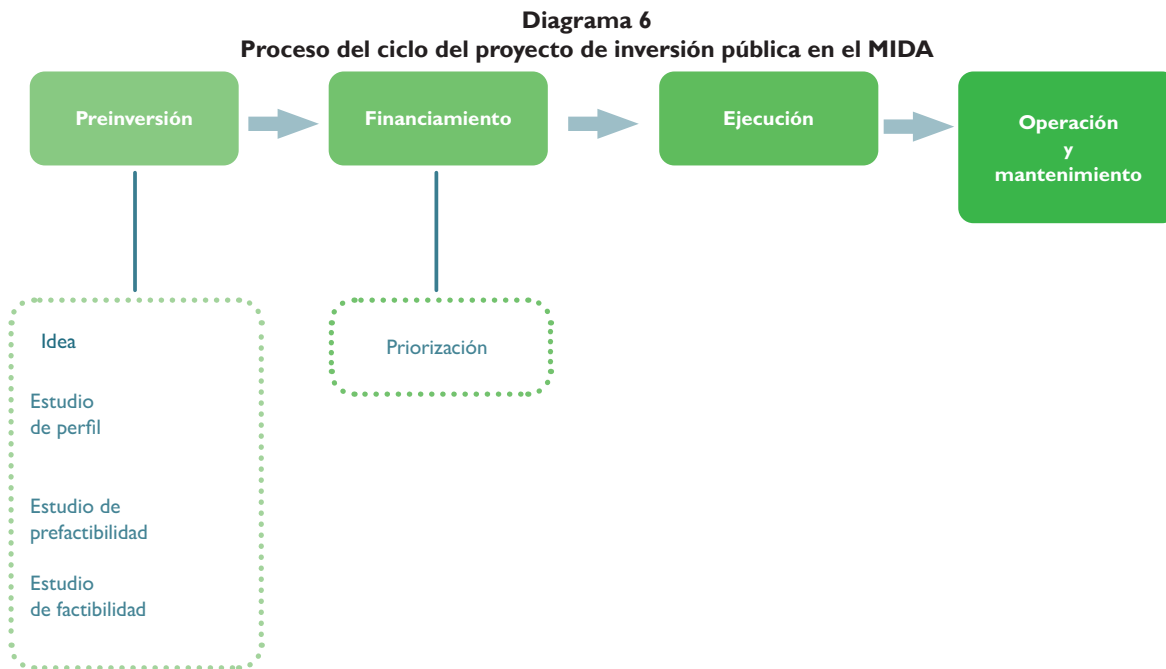 Diagrama 6
Proceso del ciclo del proyecto de inversión pública en el MIDA
Preinversión
Financiamiento
Ejecución
Operación
y
mantenimiento
Idea
Estudio
de perfil
Estudio de
prefactibilidad
Estudio
de factibilidad
Priorización